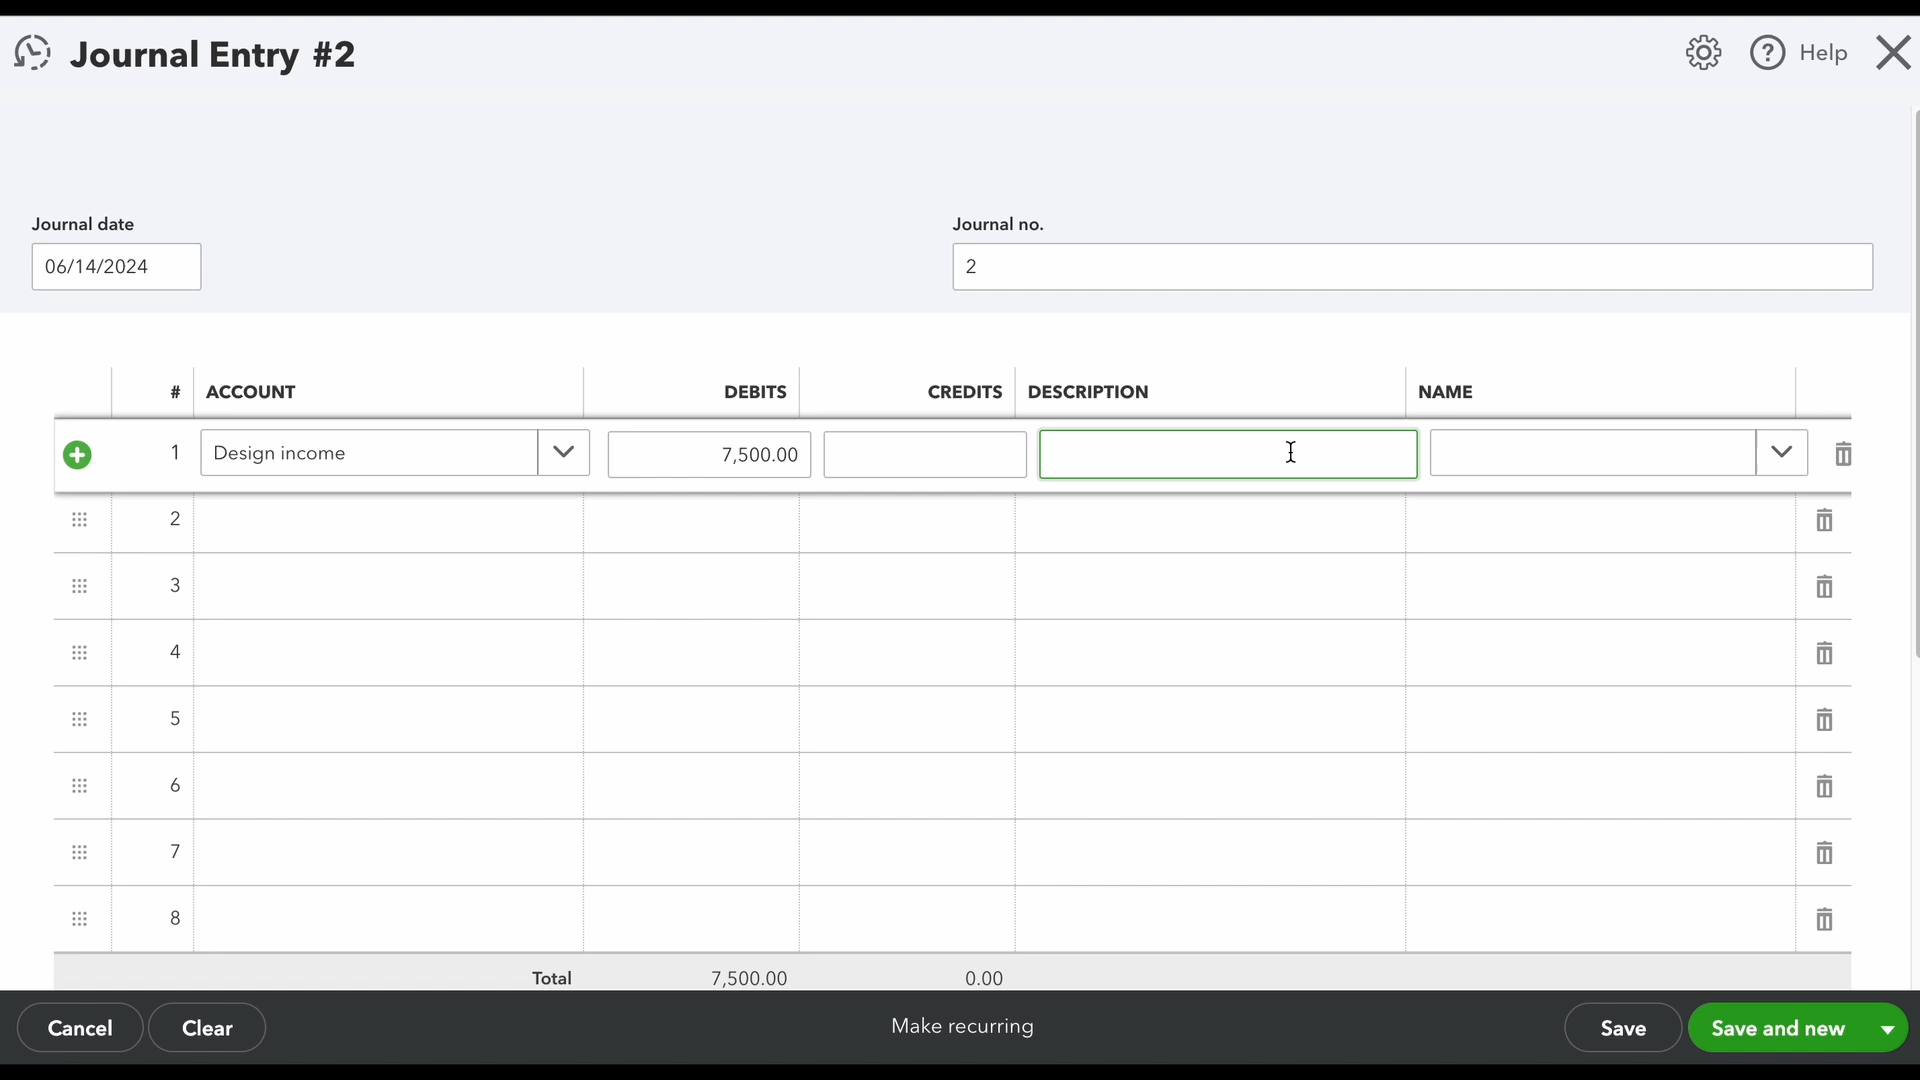 Journal Entry #2
Help
Journal date
Journal no.
06/14/2024
2
# ACCOUNT DEBITS CREDITS DESCRIPTION NAME
1 Design income 7,500.00
2
3
4
5
6
7
8
Total 7,500.00 0.00
Cancel Clear Make recurring Save Save and new